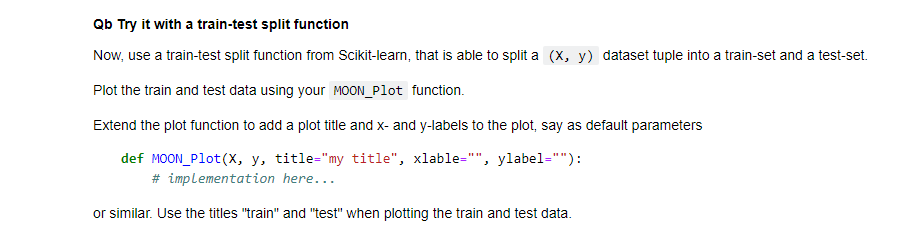 Qb Try it with a train-test split function
Now, use a train-test split function from Scikit-learn, that is able to split a (X, y) dataset tuple into a train-set and a test-set.
Plot the train and test data using your MOON_Plot function.
Extend the plot function to add a plot title and x- and y-labels to the plot, say as default parameters
def MOON_Plot(X, y, title="my title", xlable="", ylabel=""):
# implementation here...
or similar. Use the titles "train" and "test" when plotting the train and test data.